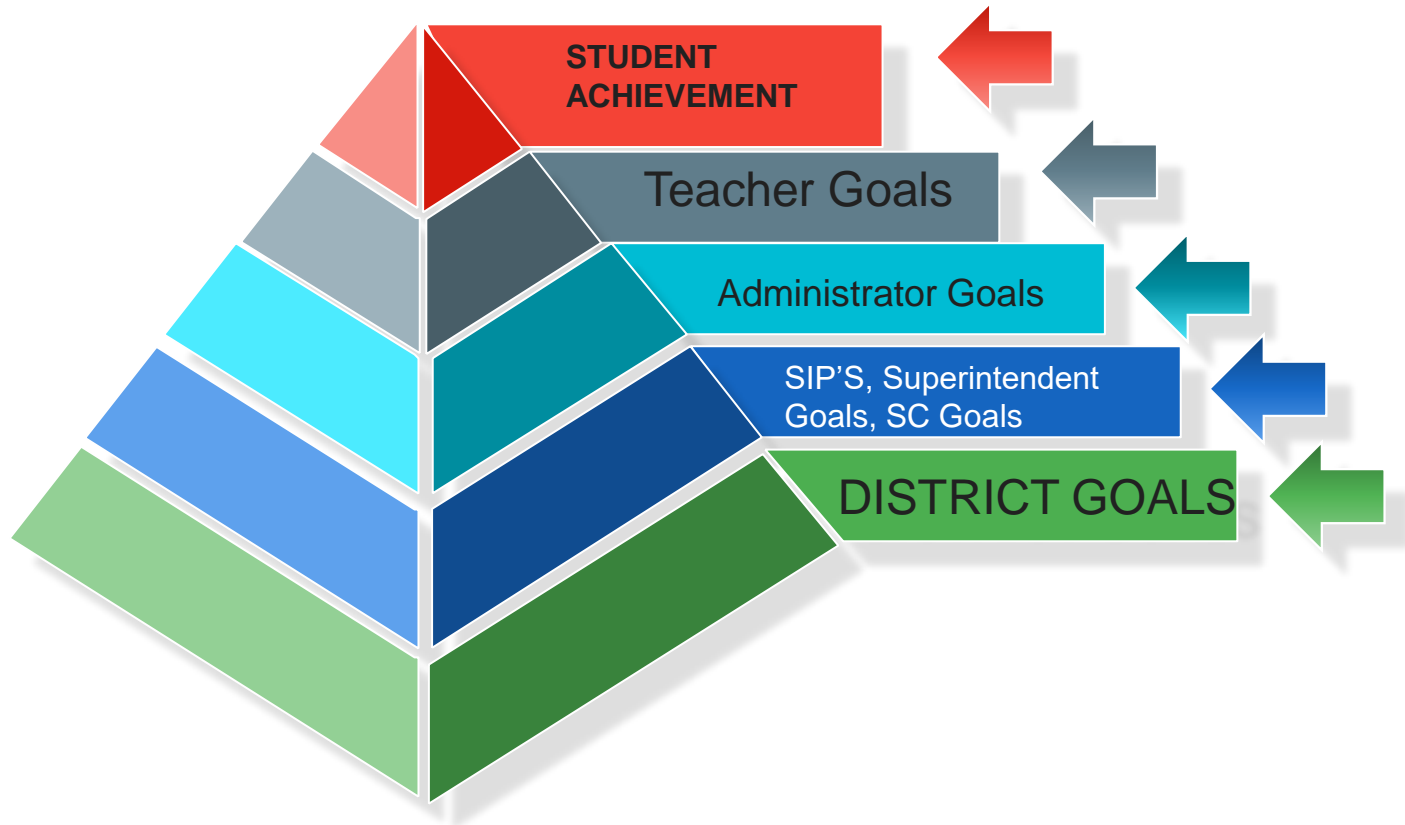 STUDENT
ACHIEVEMENT
Teacher Goals
Administrator Goals
SIP’S, Superintendent
Goals, SC Goals
DISTRICT GOALS